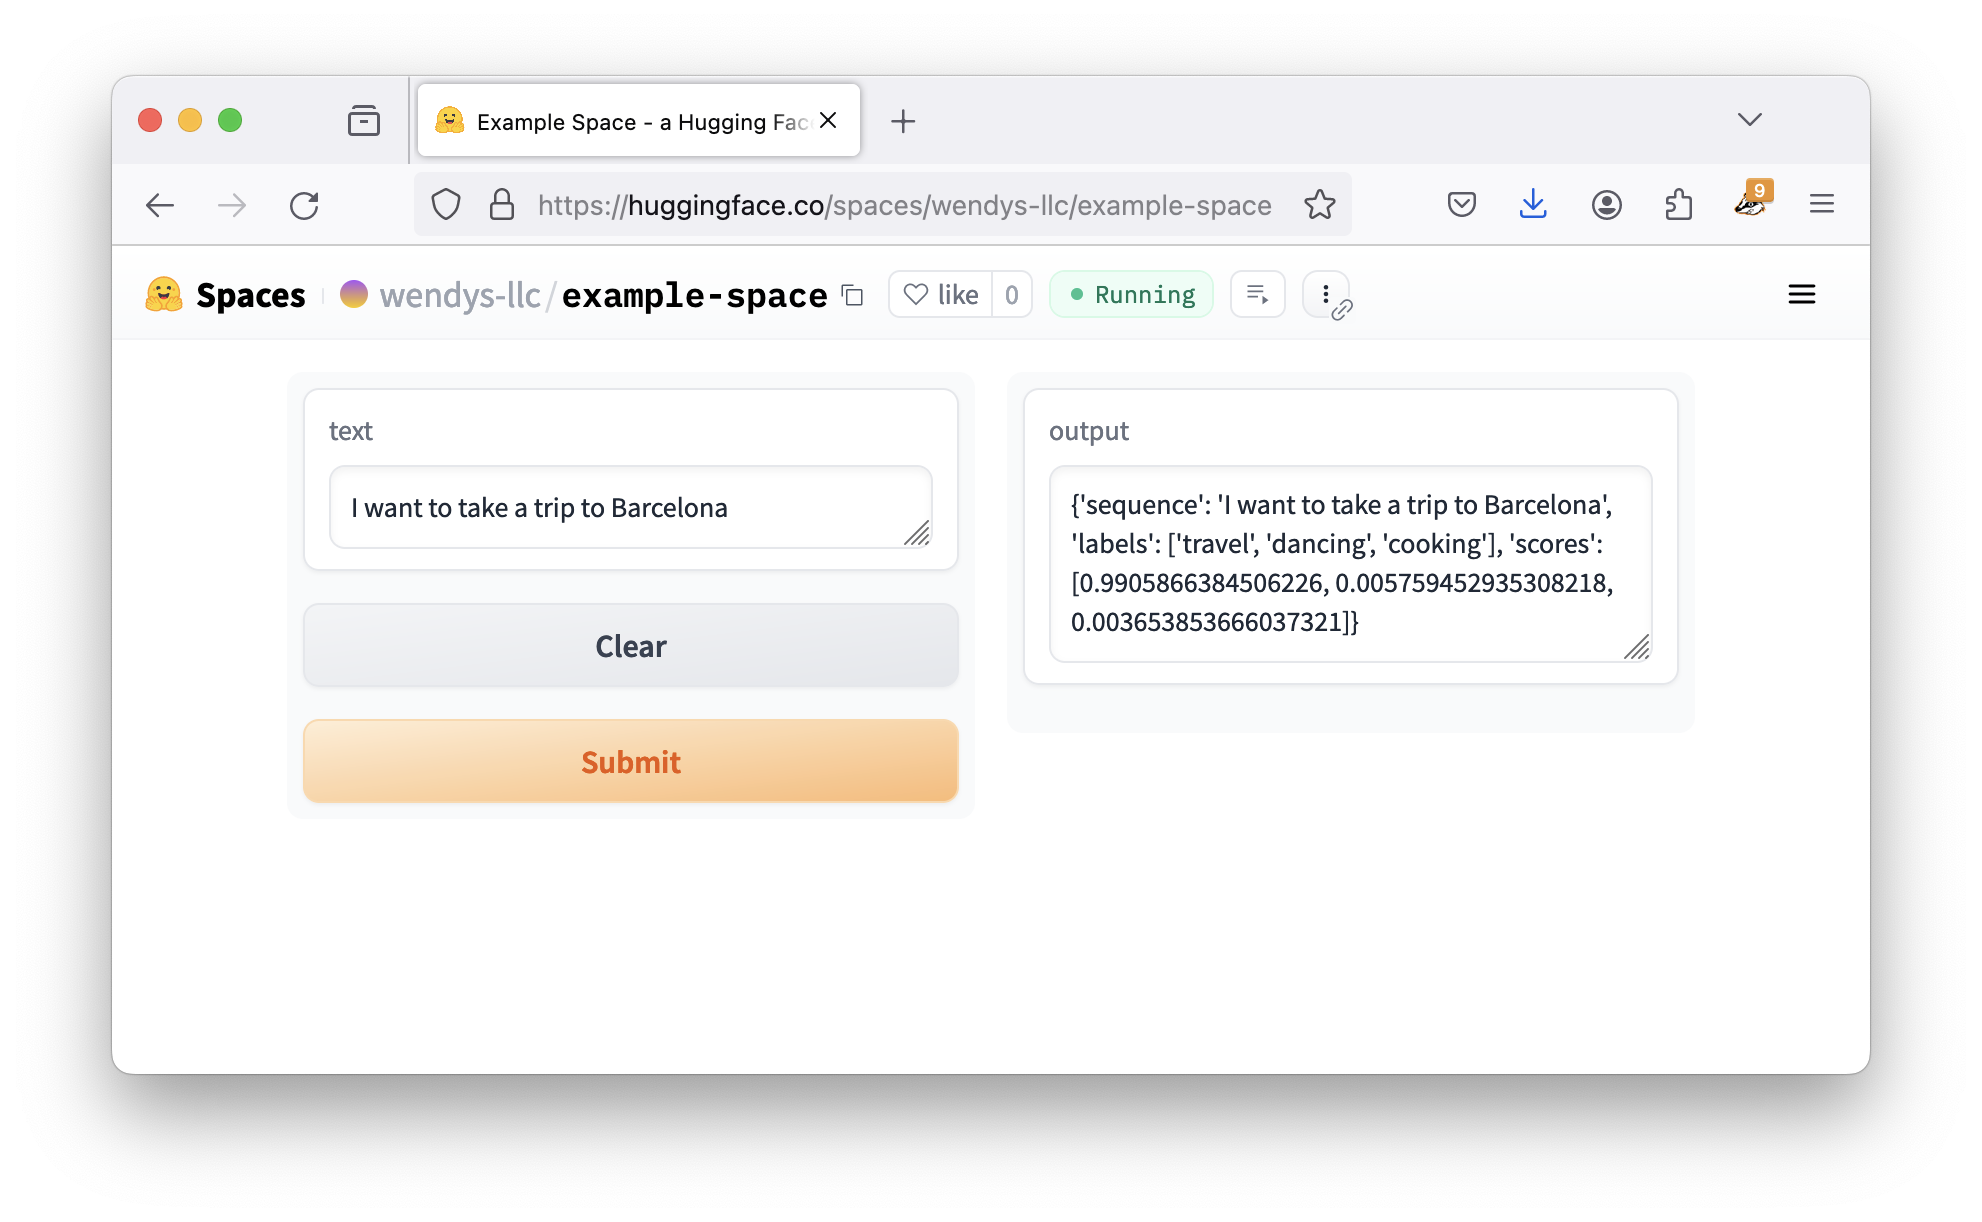 Example Space - a Hugging Fac
https://huggingface.co/spaces/wendys-llc/example-space
9
Spaces
wendys-llc/example-space
like 0
Running
text
I want to take a trip to Barcelona
Clear
Submit
output
{'sequence': 'I want to take a trip to Barcelona',
'labels': ['travel', 'dancing', 'cooking'], 'scores':
[0.9905866384506226, 0.005759452935308218,
0.003653853666037321]}